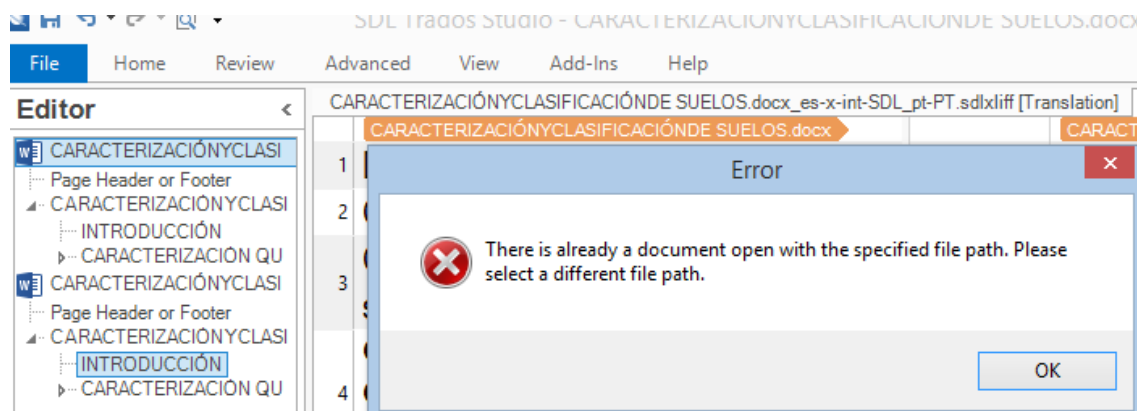 SDL Trados Studio - CARACTERIZACIÓNYCLASIFICACIÓNDE SUELOS.docx
File Home Review Advanced View Add-Ins Help
Editor
CARACTERIZACIÓNYCLASIFICACIÓNDE SUELOS.docx_es-x-int-SDL_pt-PT.sdlxliff [Translation]
CARACTERIZACIÓNYCLASIFICACIÓNDE SUELOS.docx
CARACT
CARACTERIZACIÓNYCLASI
Page Header or Footer
CARACTERIZACIÓNYCLASI
INTRODUCCIÓN
CARACTERIZACIÓN QU
CARACTERIZACIÓNYCLASI
Page Header or Footer
CARACTERIZACIÓNYCLASI
INTRODUCCIÓN
CARACTERIZACIÓN QU
1
2
3
4
Error
There is already a document open with the specified file path. Please
select a different file path.
OK